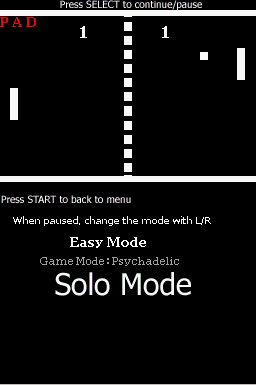 Press SELECT to continue/pause
PAD
1 1
Press START to back to menu
When paused, change the mode with L/R
Easy Mode
Game Mode:Psychadelic
Solo Mode